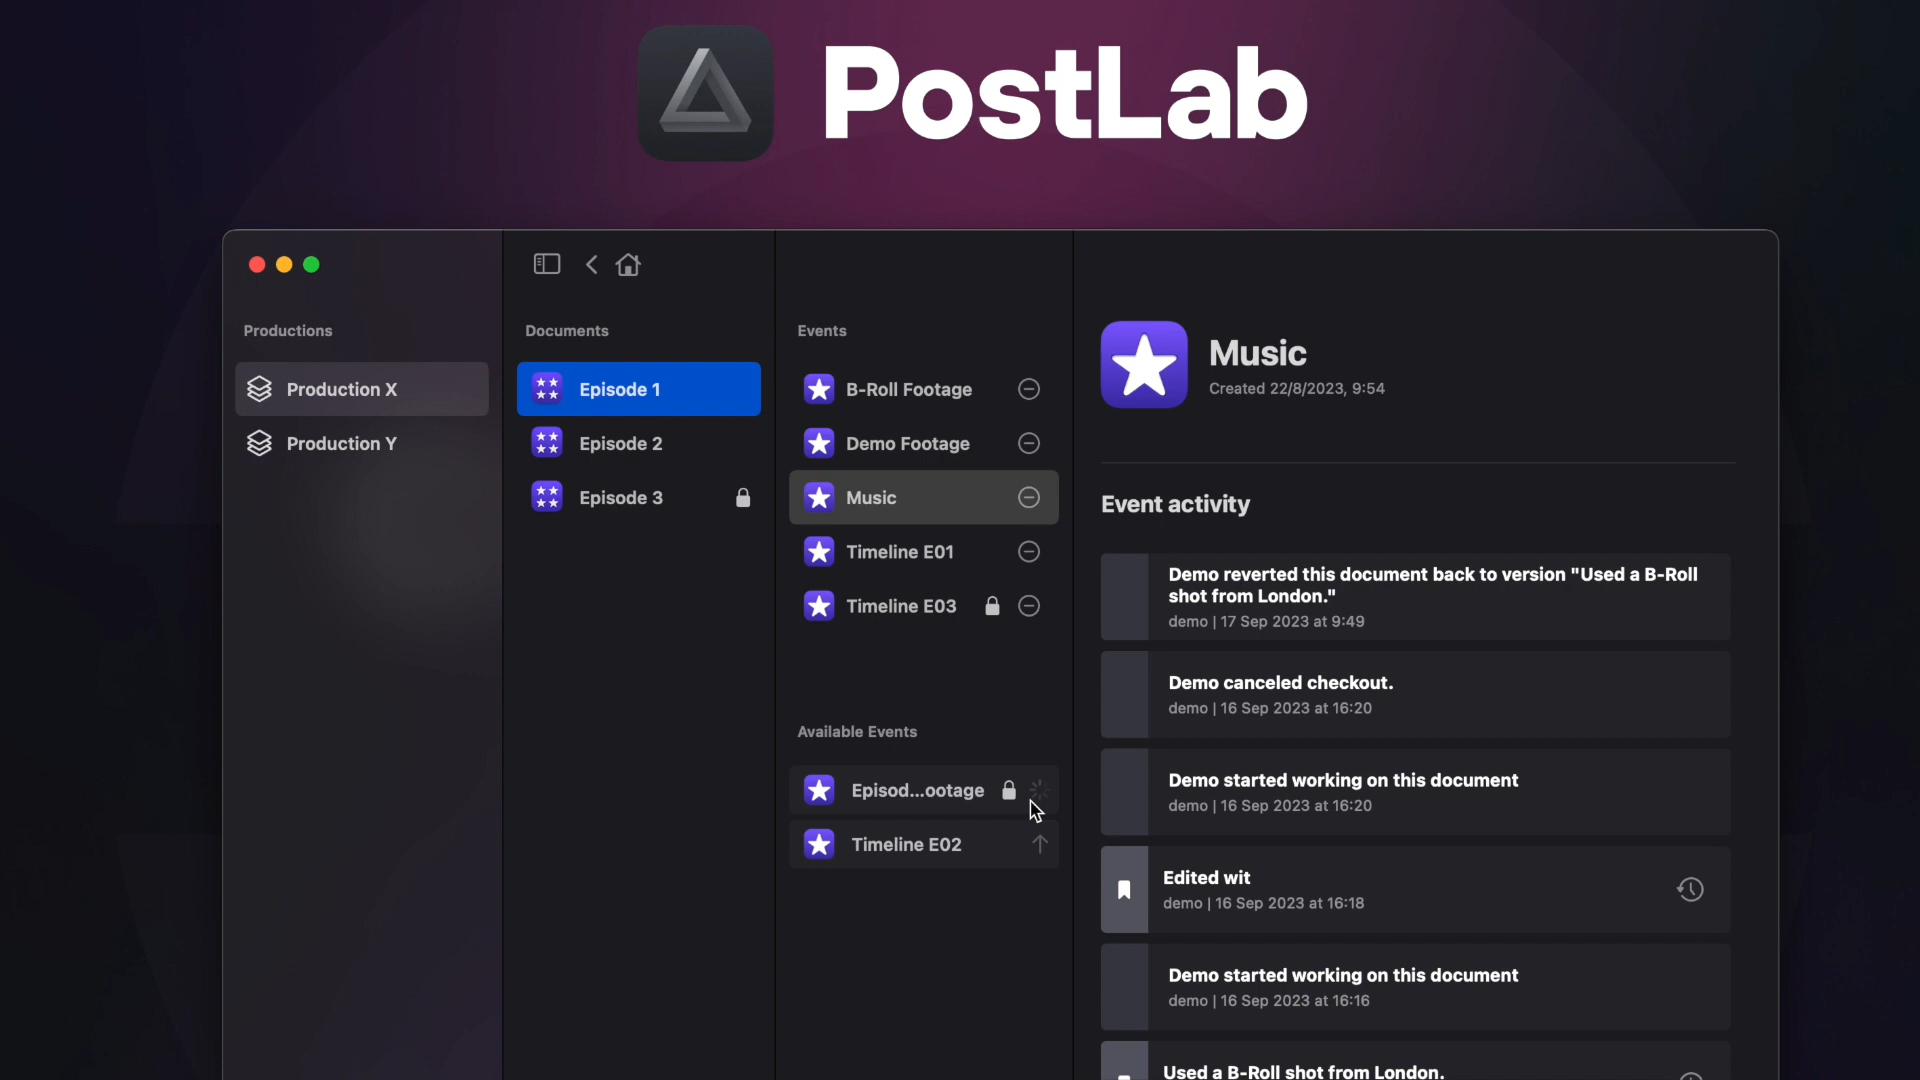 PostLab
Productions
Production X
Production Y
Documents
Episode 1
Episode 2
Episode 3
Events
B-Roll Footage
Demo Footage
Music
Timeline E01
Timeline E03
Available Events
Episod...ootage
Timeline E02
Music
Created 22/8/2023, 9:54
Event activity
Demo reverted this document back to version "Used a B-Roll
shot from London."
demo | 17 Sep 2023 at 9:49
Demo canceled checkout.
demo | 16 Sep 2023 at 16:20
Demo started working on this document
demo | 16 Sep 2023 at 16:20
Edited wit
demo | 16 Sep 2023 at 16:18
Demo started working on this document
demo | 16 Sep 2023 at 16:16
Used a B-Roll shot from London.